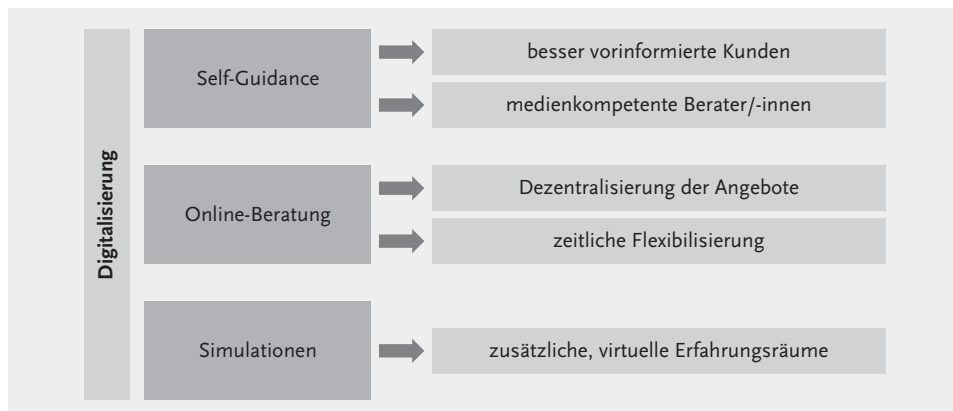 Digitalisierung
Self-Guidance
besser vorinformierte Kunden
medienkompetente Berater/-innen
Online-Beratung
Dezentralisierung der Angebote
zeitliche Flexibilisierung
Simulationen
zusätzliche, virtuelle Erfahrungsräume